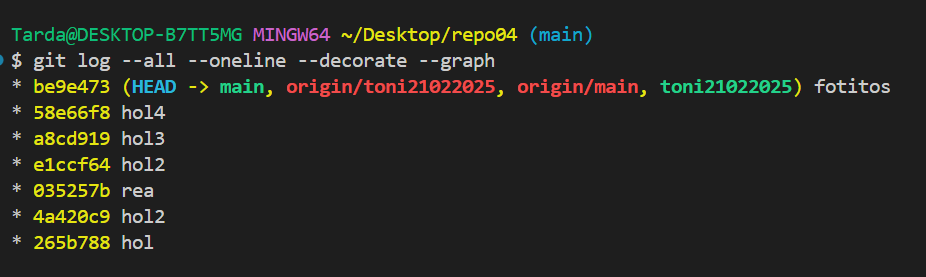 Tarda@DESKTOP-B7TT5MG MINGW64 ~/Desktop/repo04 (main)
$ git log --all --oneline --decorate --graph
* be9e473 (HEAD -> main, origin/toni21022025, origin/main, toni21022025) fotitos
* 58e66f8 hol4
* a8cd919 hol3
* e1ccf64 hol2
* 035257b rea
* 4a420c9 hol2
* 265b788 hol